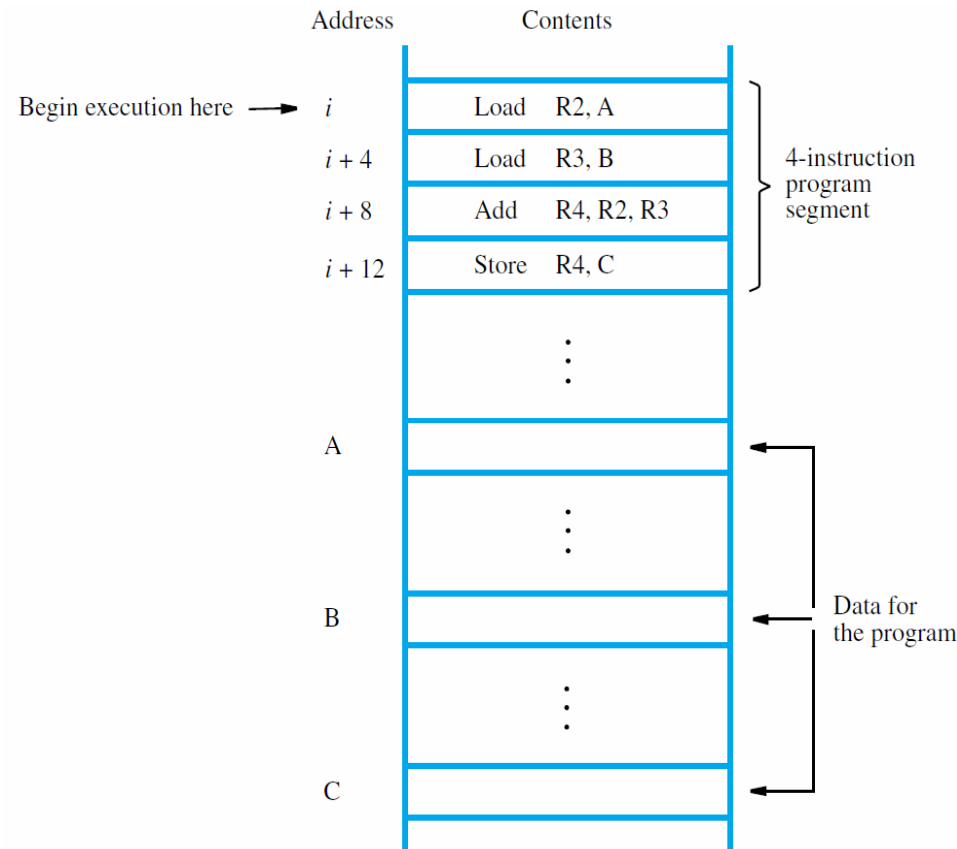 Address Contents
Begin execution here i Load R2, A
i + 4 Load R3, B
i + 8 Add R4, R2, R3
i + 12 Store R4, C
4-instruction
program
segment
A
B
Data for
the program
C